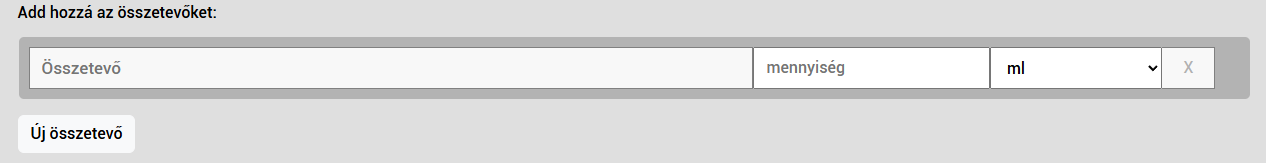 Add hozzá az összetevőket:
Összetevő mennyiség ml X
Új összetevő